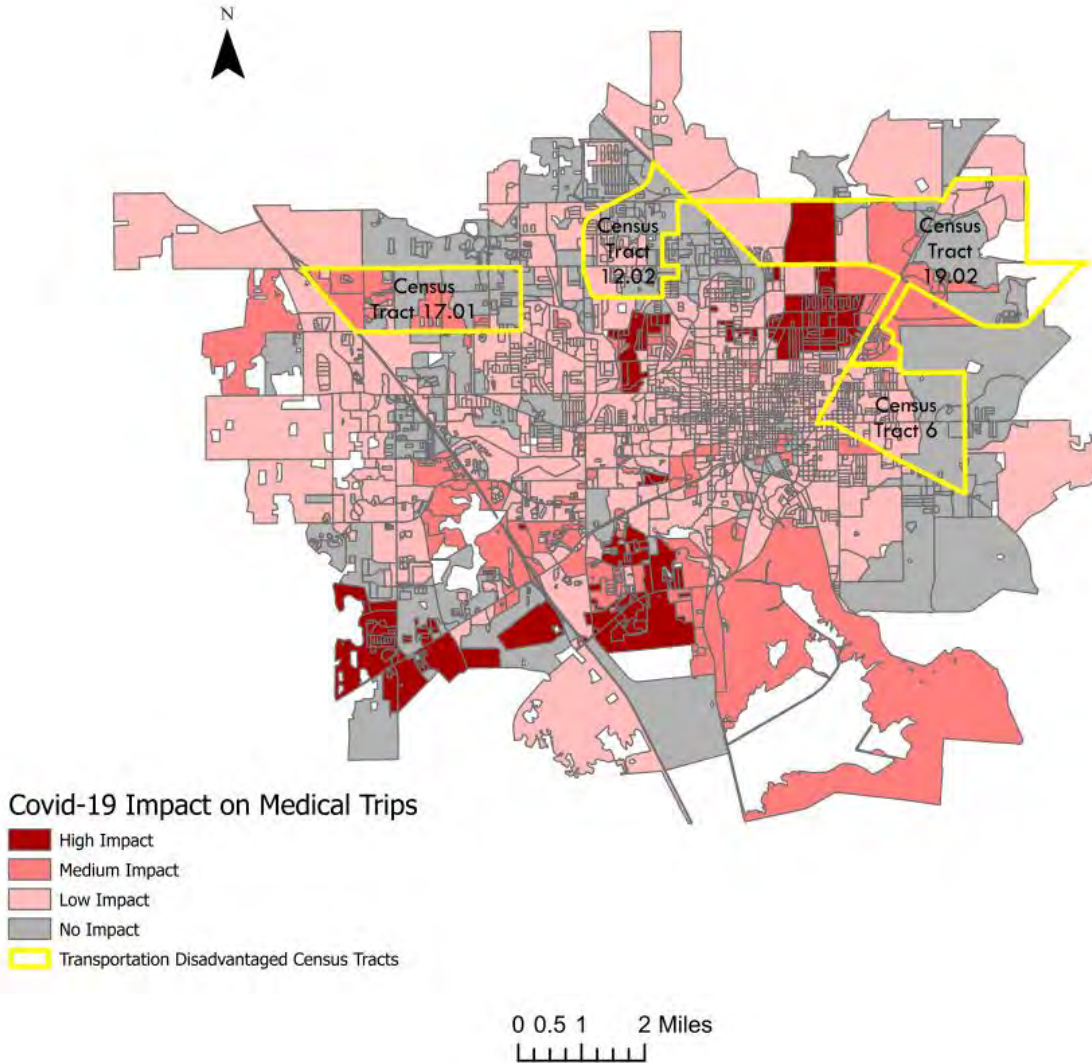 N
Census
Tract
12.02
Census
Tract
19.02
Census
Tract 17.01
Census
Tract 6
Covid-19 Impact on Medical Trips
High Impact
Medium Impact
Low Impact
No Impact
Transportation Disadvantaged Census Tracts
0 0.5 1 2 Miles